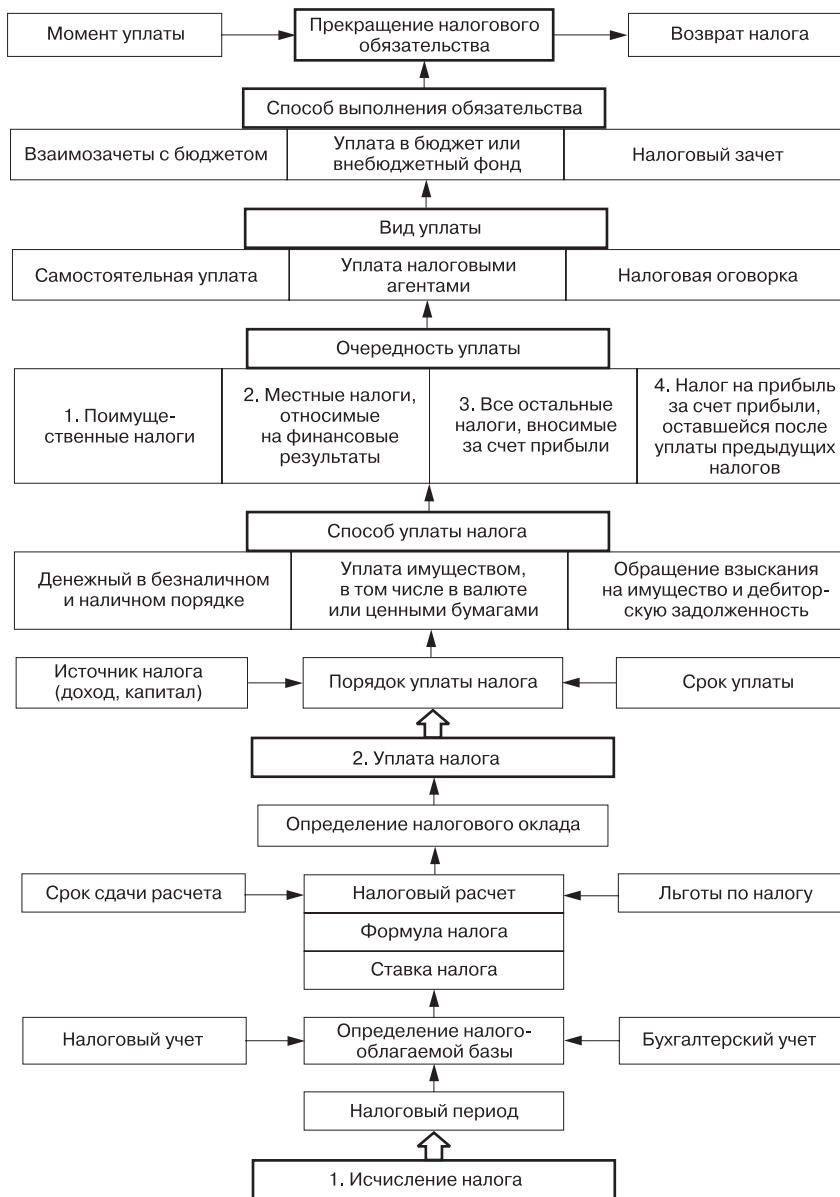 Момент уплаты
Прекращение налогового
обязательства
Возврат налога
Способ выполнения обязательства
Взаимозачеты с бюджетом
Уплата в бюджет или
внебюджетный фонд
Налоговый зачет
Вид уплаты
Самостоятельная уплата
Уплата налоговыми
агентами
Налоговая оговорка
Очередность уплаты
1. Поимуще-
ственные налоги
2. Местные налоги,
относимые
на финансовые
результаты
3. Все остальные
налоги, вносимые
за счет прибыли
4. Налог на прибыль
за счет прибыли,
оставшейся после
уплаты предыдущих
налогов
Способ уплаты налога
Денежный в безналичном
и наличном порядке
Уплата имуществом,
в том числе в валюте
или ценными бумагами
Обращение взыскания
на имущество и дебитор-
скую задолженность
Источник налога
(доход, капитал)
Порядок уплаты налога
Срок уплаты
2. Уплата налога
Определение налогового оклада
Срок сдачи расчета
Налоговый расчет
Льготы по налогу
Формула налога
Ставка налога
Налоговый учет
Определение налого-
облагаемой базы
Бухгалтерский учет
Налоговый период
1. Исчисление налога